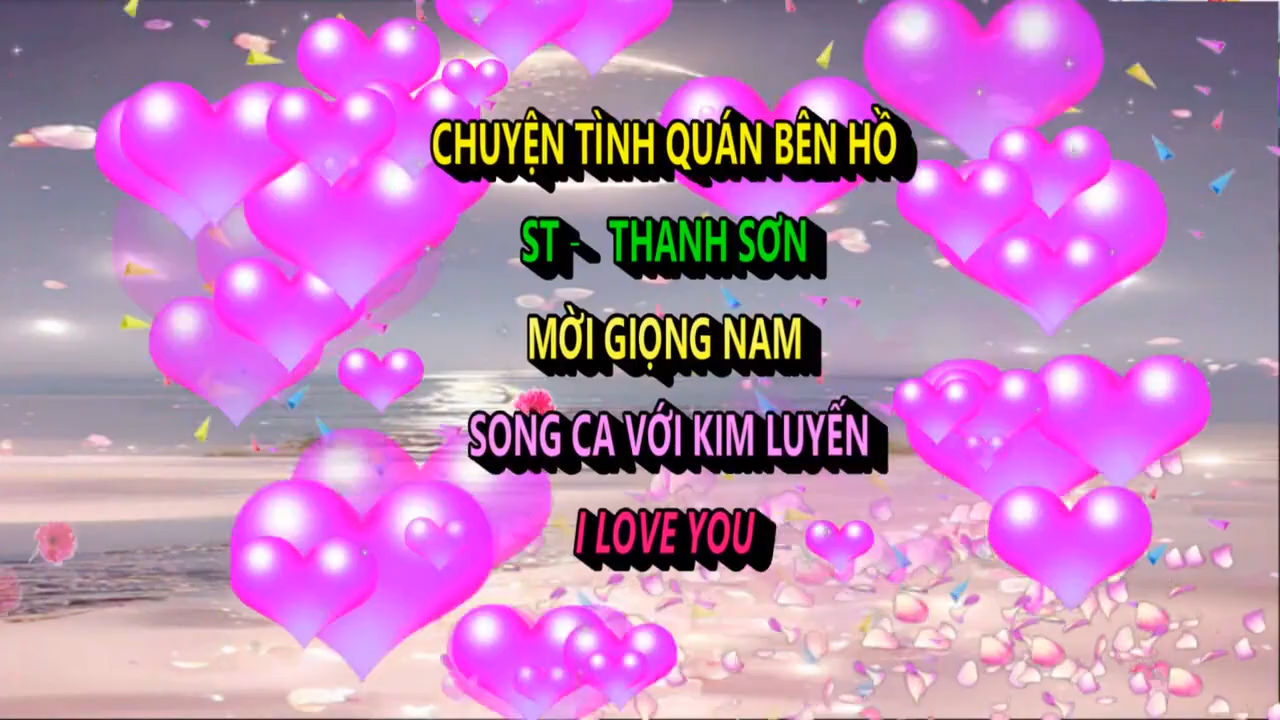 CHUYỆN TÌNH QUÁN BÊN HỒ
ST - THANH SƠN
MỜI GIỌNG NAM
SONG CA VỚI KIM LUYẾN
I LOVE YOU